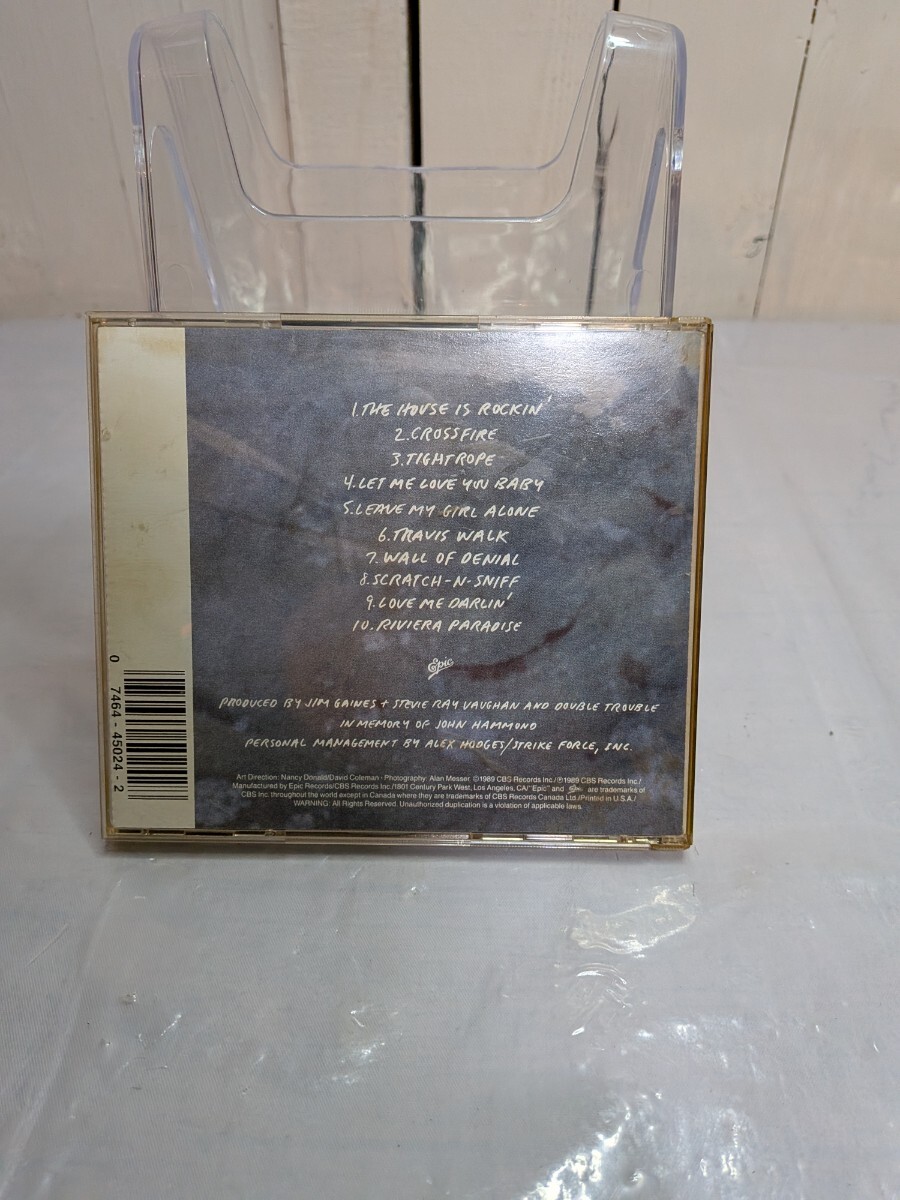 1. THE HOUSE IS ROCKIN'
2. CROSSFIRE
3. TIGHTROPE
4. LET ME LOVE YOU BABY
5. LEAVE MY GIRL ALONE
6. TRAVIS WALK
7. WALL OF DENIAL
8. SCRATCH-N-SNIFF
9. LOVE ME DARLIN'
10. RIVIERA PARADISE
Epic
PRODUCED BY JIM GAINES + STEVIE RAY VAUGHAN AND DOUBLE TROUBLE
IN MEMORY OF JOHN HAMMOND
PERSONAL MANAGEMENT BY ALEX HODGES/STRIKE FORCE, INC.
Art Direction: Nancy Donald/David Coleman · Photography: Alan Messer ©1989 CBS Records Inc./℗1989 CBS Records Inc./
Manufactured by Epic Records/CBS Records Inc./1801 Century Park West, Los Angeles, CA/"Epic" and Epic are trademarks of
CBS Inc. throughout the world except in Canada where they are trademarks of CBS Records Canada Ltd./Printed in U.S.A./
WARNING: All Rights Reserved. Unauthorized duplication is a violation of applicable laws.
0 7464-45024-2